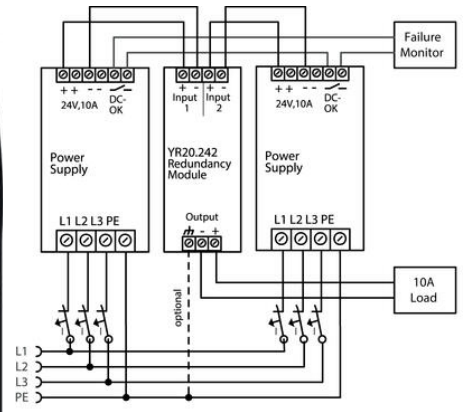 Failure
Monitor
+ + - -
24V,10A
DC-
OK
+ - + -
Input
1
Input
2
+ + - -
24V,10A
DC-
OK
Power
Supply
YR20.242
Redundancy
Module
Power
Supply
L1 L2 L3 PE
Output
- +
L1 L2 L3 PE
optional
10A
Load
I
I
I
I
I
I
L1
L2
L3
PE